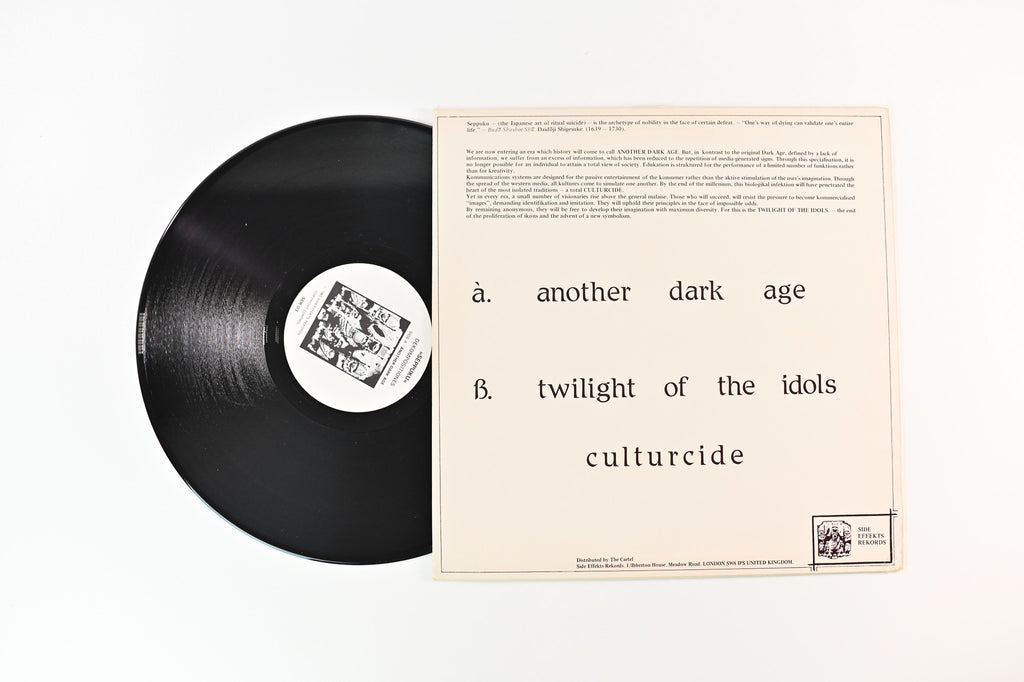 Seppuku — (the Japanese art of ritual suicide) — is the archetype of nobility in the face of certain defeat. — "One's way of dying can validate one's entire
life." — Daidōji Shigesuke. (1639 – 1730).
We are now entering an era which history will come to call ANOTHER DARK AGE. But, in kontrast to the original Dark Age, defined by a lack of
information, we suffer from an excess of information, which has been reduced to the repetition of media-generated signs. Through this specialisation, it is
no longer possible for an individual to attain a total view of society. Edukation is struktured for the performance of a limited number of funktions rather
than for kreativity.
Kommunications systems are designed for the passive entertainment of the konsumer rather than the aktive stimulation of the user's imagination. Through
the spread of the western media, all kultures come to simulate one another. By the end of the millenium, this biologikal infektion will have penetrated the
heart of the most isolated traditions — a total CULTURCIDE.
Yet in every era, a small number of visionaries rise above the general malaise. Those who will succeed, will resist the pressure to become kommercialised
"images", demanding identifikation and imitation. They will uphold their principles in the face of impossible odds.
By remaining anonymous, they will be free to develop their imagination with maximum diversity. For this is the TWILIGHT OF THE IDOLS. — the end
of the proliferation of ikons and the advent of a new symbolism.
à. another dark age
ß. twilight of the idols
culturcide
SIDE
EFFEKTS
REKORDS
Distributed by The Cartel
Side Effekts Rekords, 1/Ibberton House, Meadow Road, LONDON SW8 UNITED KINGDOM.
«SEPPUKU»
DEKOMPOSITIONES
Side A. ANOTHER DARK AGE
SER 02